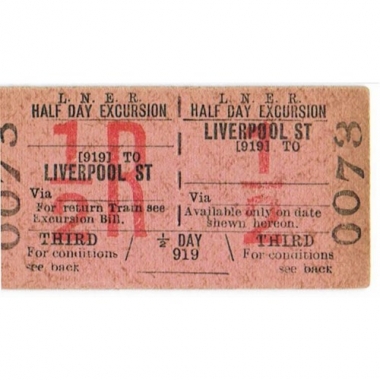 L. N. E. R.
HALF DAY EXCURSION
[919] TO
LIVERPOOL ST
Via
For return Train see
Excursion Bill.
THIRD
For conditions
see back
1/2
R
0073
L. N. E. R.
HALF DAY EXCURSION
LIVERPOOL ST
[919] TO
Via
Available only on date
shewn hereon.
THIRD
For conditions
see back
1/2
0073
½ DAY
919